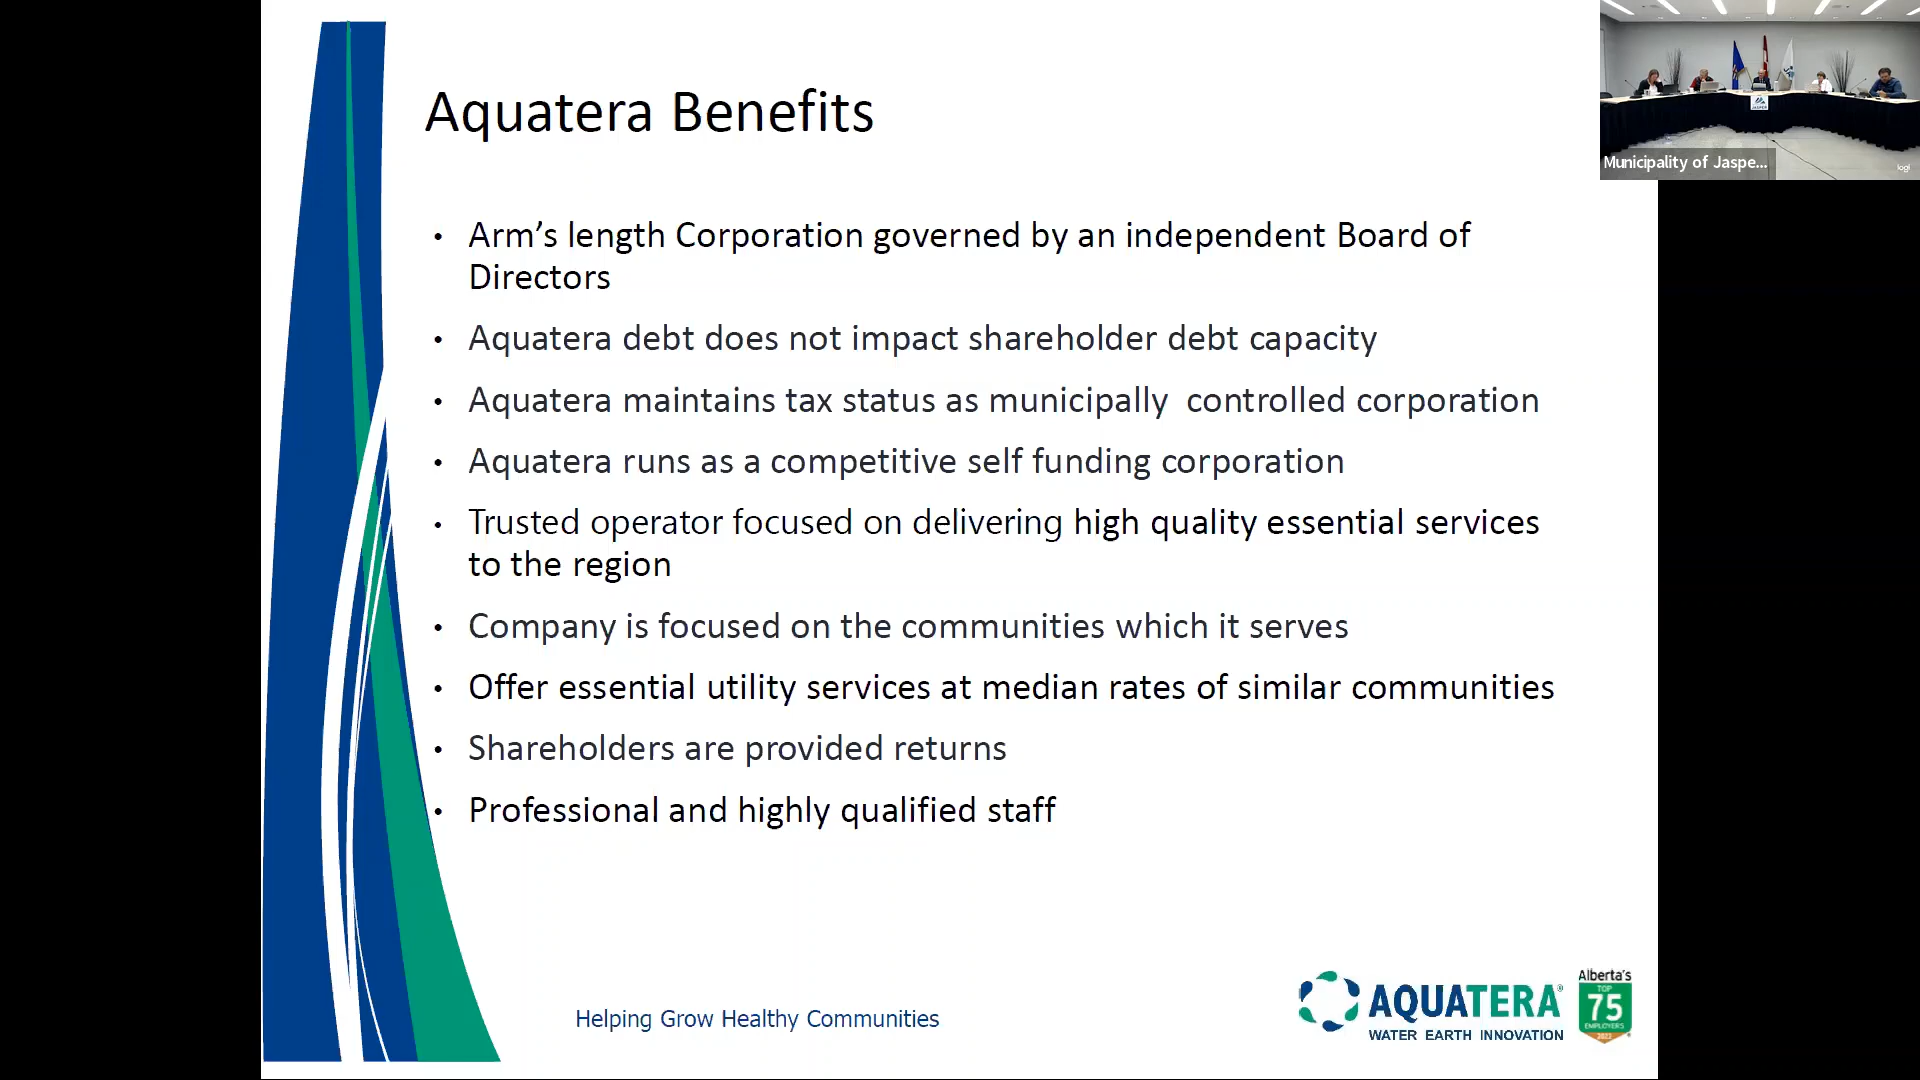 Aquatera Benefits
• Arm’s length Corporation governed by an independent Board of
Directors
• Aquatera debt does not impact shareholder debt capacity
• Aquatera maintains tax status as municipally  controlled corporation
• Aquatera runs as a competitive self funding corporation
• Trusted operator focused on delivering high quality essential services
to the region
• Company is focused on the communities which it serves
• Offer essential utility services at median rates of similar communities
• Shareholders are provided returns
• Professional and highly qualified staff
Helping Grow Healthy Communities
AQUATERA®
WATER EARTH INNOVATION
Alberta's
TOP
75
EMPLOYERS
Municipality of Jaspe...
JASPER
logi